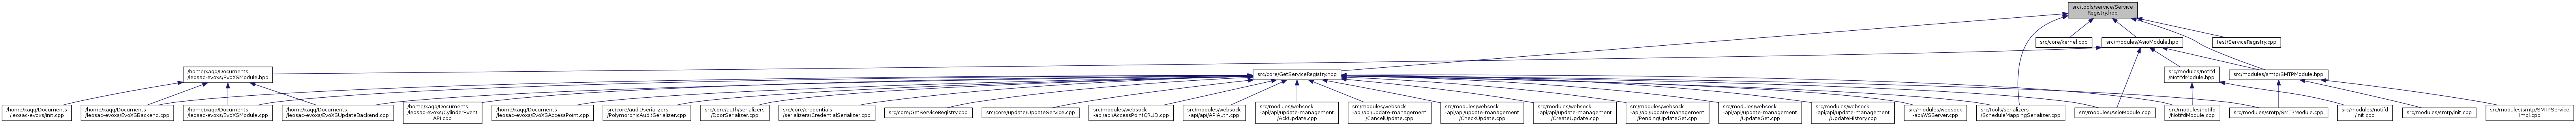 src/tools/service/Service
Registry.hpp
src/core/kernel.cpp
src/modules/AsioModule.hpp
test/ServiceRegistry.cpp
/home/xaqq/Documents
/leosac-evoxs/EvoXSModule.hpp
src/core/GetServiceRegistry.hpp
src/modules/notifid
/NotifidModule.hpp
src/modules/smtp/SMTPModule.hpp
/home/xaqq/Documents
/leosac-evoxs/init.cpp
/home/xaqq/Documents
/leosac-evoxs/EvoXSBackend.cpp
/home/xaqq/Documents
/leosac-evoxs/EvoXSModule.cpp
/home/xaqq/Documents
/leosac-evoxs/EvoXSUpdateBackend.cpp
/home/xaqq/Documents
/leosac-evoxs/CylinderEvent
API.cpp
/home/xaqq/Documents
/leosac-evoxs/EvoXSAccessPoint.cpp
src/core/audit/serializers
/PolymorphicAuditSerializer.cpp
src/core/auth/serializers
/DoorSerializer.cpp
src/core/credentials
/serializers/CredentialSerializer.cpp
src/core/GetServiceRegistry.cpp
src/core/update/UpdateService.cpp
src/modules/websock
-api/api/AccessPointCRUD.cpp
src/modules/websock
-api/api/APIAuth.cpp
src/modules/websock
-api/api/update-management
/AckUpdate.cpp
src/modules/websock
-api/api/update-management
/CancelUpdate.cpp
src/modules/websock
-api/api/update-management
/CheckUpdate.cpp
src/modules/websock
-api/api/update-management
/CreateUpdate.cpp
src/modules/websock
-api/api/update-management
/PendingUpdateGet.cpp
src/modules/websock
-api/api/update-management
/UpdateGet.cpp
src/modules/websock
-api/api/update-management
/UpdateHistory.cpp
src/modules/websock
-api/WSServer.cpp
src/tools/serializers
/ScheduleMappingSerializer.cpp
src/modules/AsioModule.cpp
src/modules/notifid
/NotifidModule.cpp
src/modules/smtp/SMTPModule.cpp
src/modules/notifid
/init.cpp
src/modules/smtp/init.cpp
src/modules/smtp/SMTPService
Impl.cpp